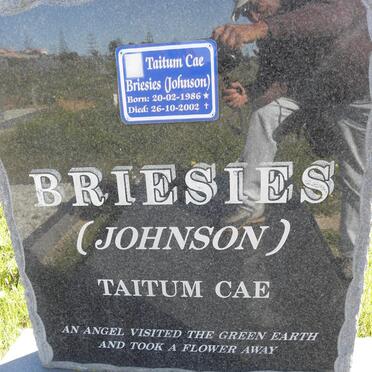 Taitum Cae
Briesies (Johnson)
Born: 20-02-1986 ★
Died: 26-10-2002 †
BRIESIES
(JOHNSON)
TAITUM CAE
AN ANGEL VISITED THE GREEN EARTH
AND TOOK A FLOWER AWAY